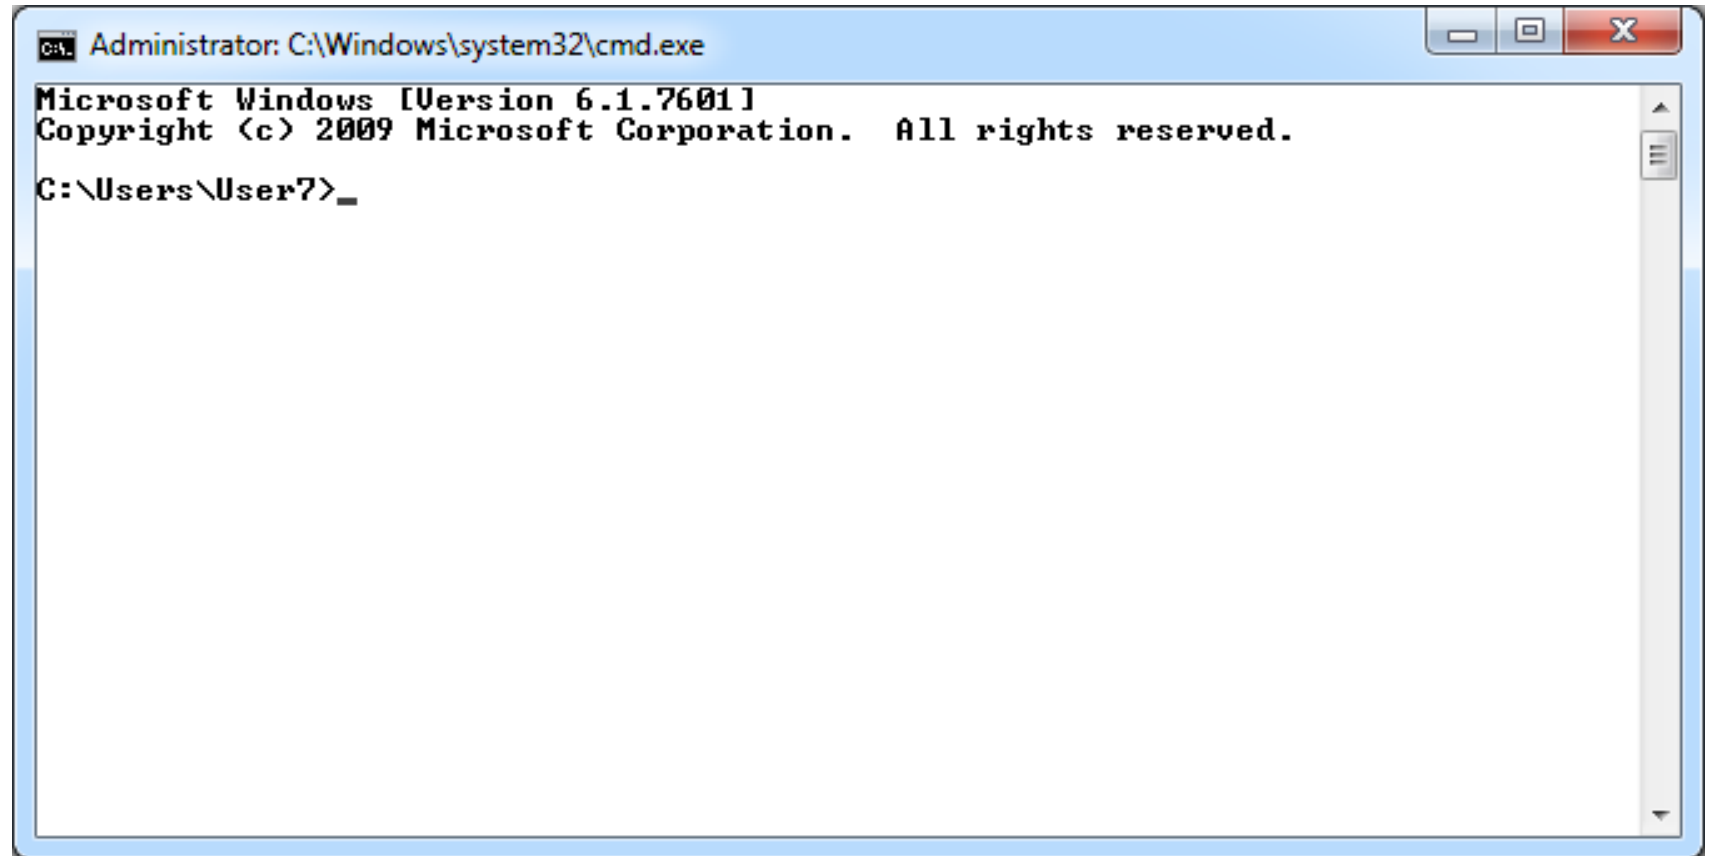 Administrator: C:\Windows\system32\cmd.exe
Microsoft Windows [Version 6.1.7601]
Copyright (c) 2009 Microsoft Corporation.  All rights reserved.
C:\Users\User7>_